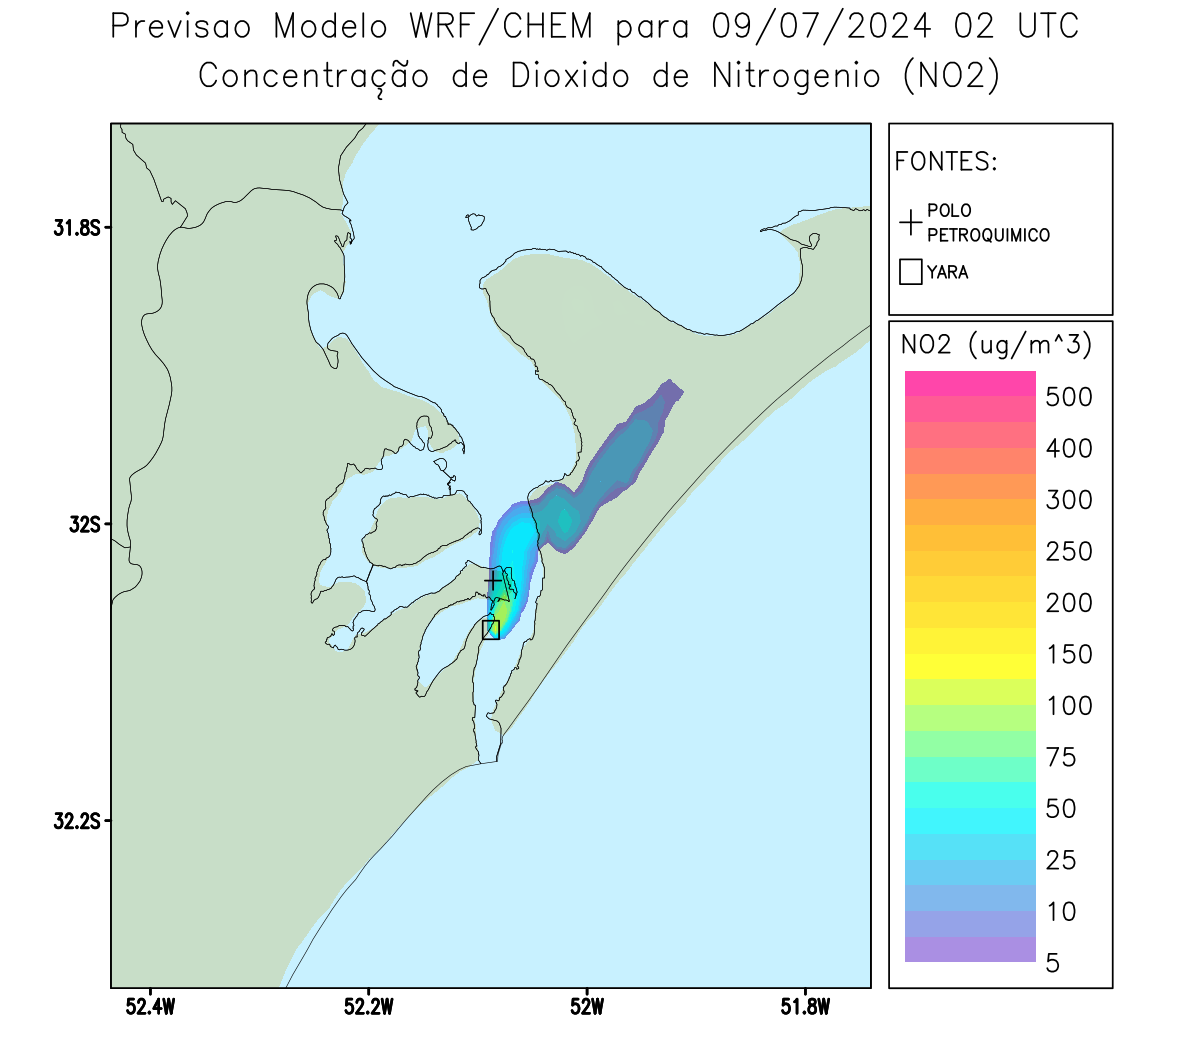 Previsao Modelo WRF/CHEM para 09/07/2024 02 UTC
Concentração de Dioxido de Nitrogenio (NO2)
31.8S
32S
32.2S
52.4W
52.2W
52W
51.8W
FONTES:
POLO
PETROQUIMICO
YARA
NO2 (ug/m^3)
500
400
300
250
200
150
100
75
50
25
10
5